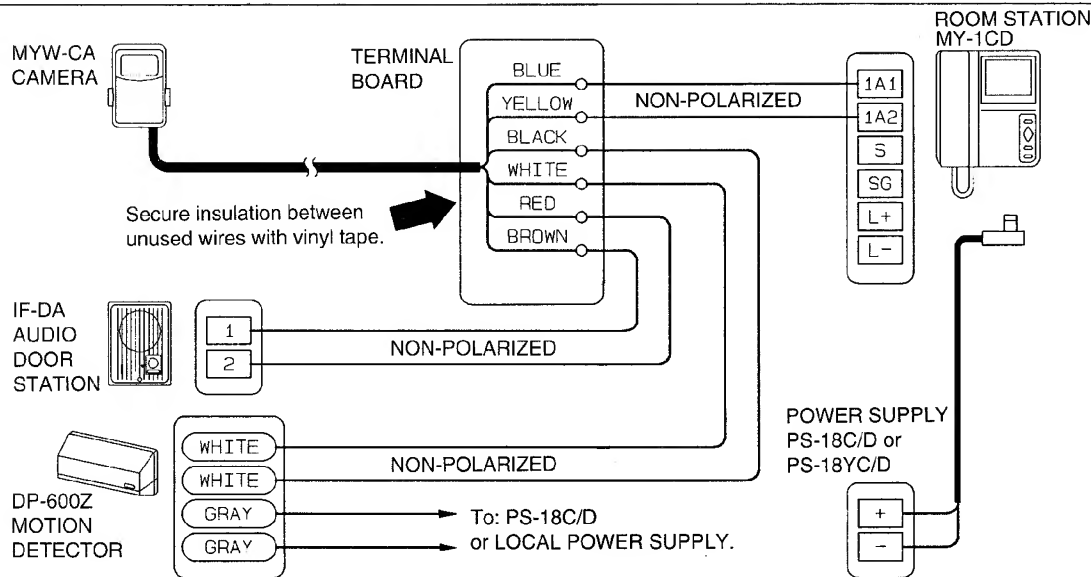 ROOM STATION
MY-1CD
MYW-CA
CAMERA
TERMINAL
BOARD
BLUE
YELLOW
BLACK
WHITE
RED
BROWN
NON-POLARIZED
1A1
1A2
S
SG
L+
L-
Secure insulation between
unused wires with vinyl tape.
IF-DA
AUDIO
DOOR
STATION
1
2
NON-POLARIZED
DP-600Z
MOTION
DETECTOR
WHITE
WHITE
GRAY
GRAY
NON-POLARIZED
To: PS-18C/D
or LOCAL POWER SUPPLY.
POWER SUPPLY
PS-18C/D or
PS-18YC/D
+
-